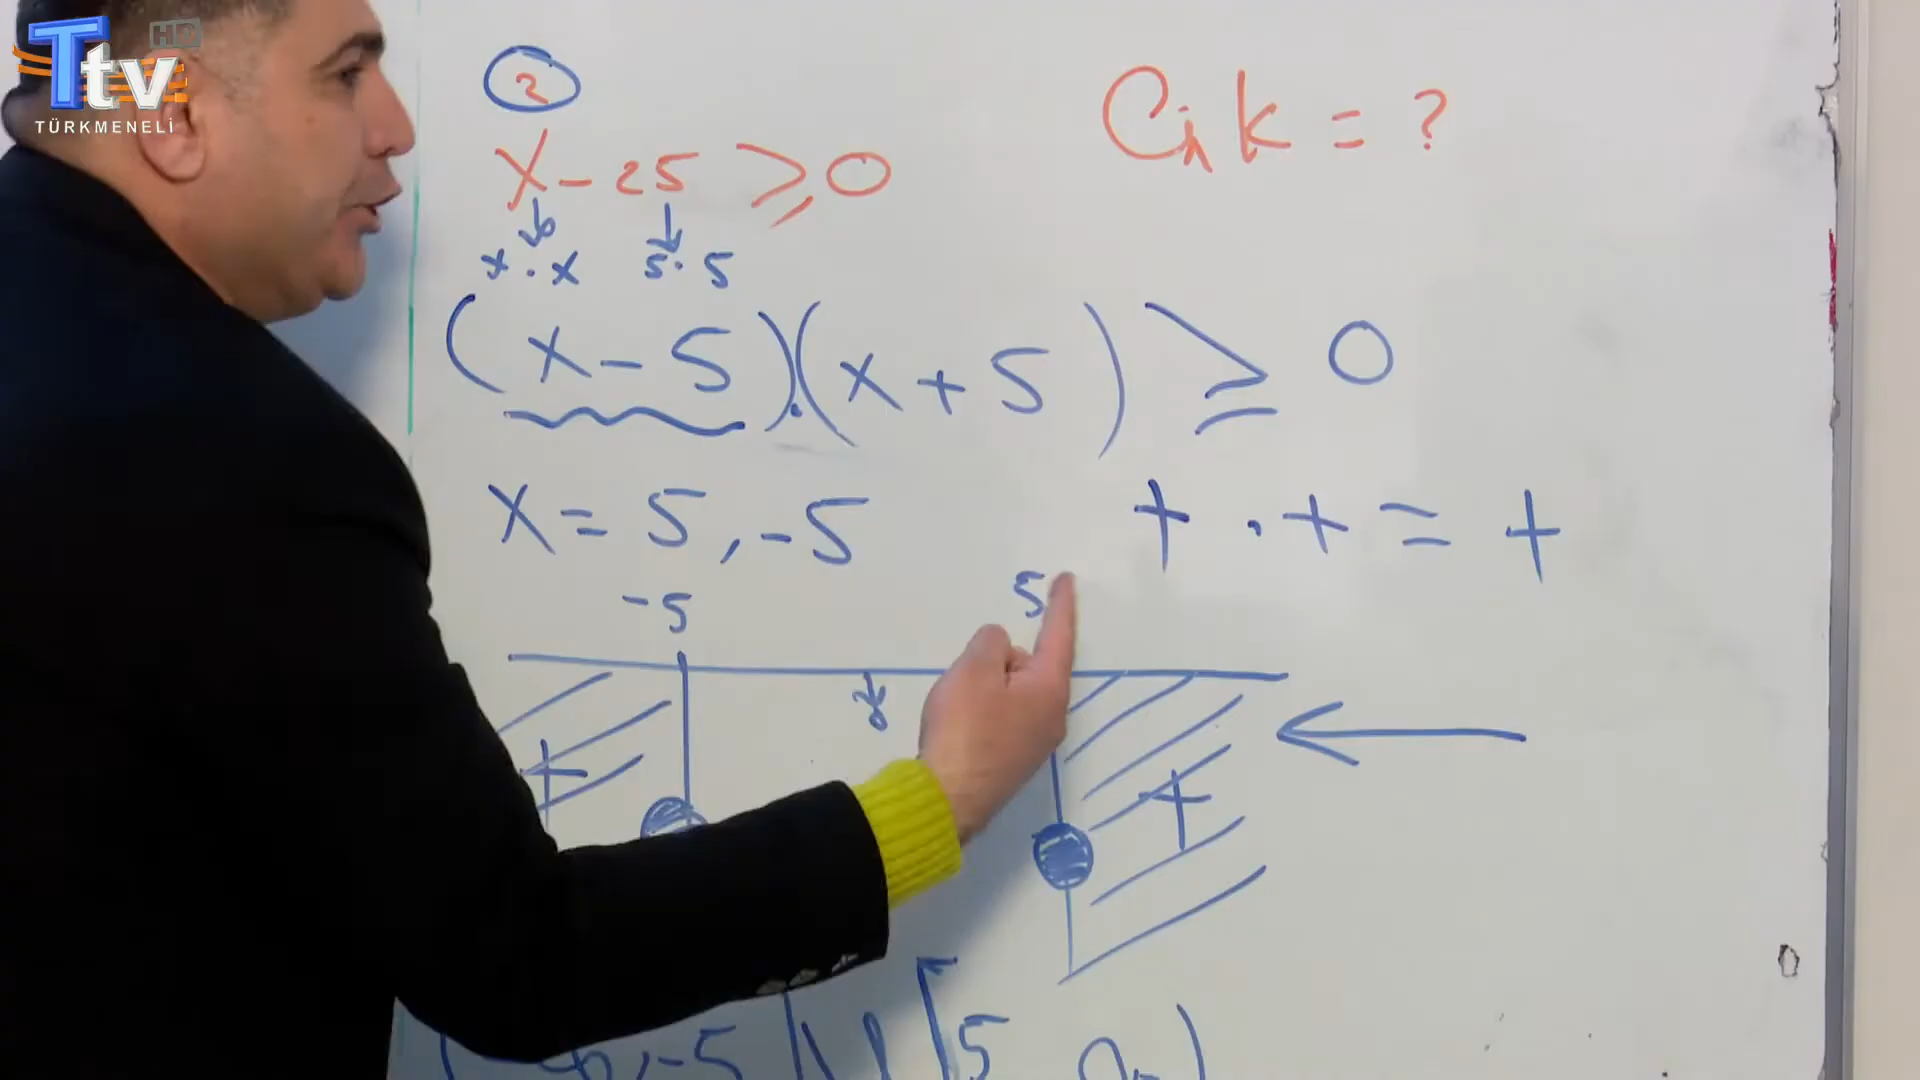 Ttv HD
TÜRKMENELİ
2
x - 25 ≥ 0
Çık = ?
x . x 5 . 5
(x - 5).(x + 5) ≥ 0
x = 5, -5
+ . + = +
-5 5
+ +
, -5 [5